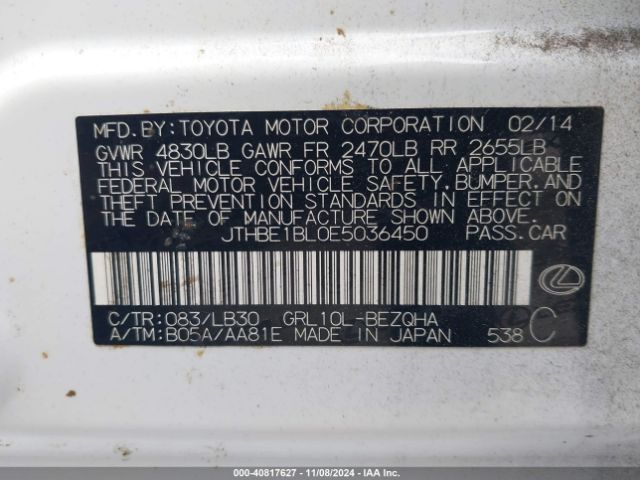 MFD.BY:TOYOTA MOTOR CORPORATION 02/14
GVWR 4830LB GAWR FR 2470LB RR 2655LB
THIS VEHICLE CONFORMS TO ALL APPLICABLE
FEDERAL MOTOR VEHICLE SAFETY,BUMPER,AND
THEFT PREVENTION STANDARDS IN EFFECT ON
THE DATE OF MANUFACTURE SHOWN ABOVE.
JTHBE1BL0E5036450 PASS.CAR
C/TR:083/LB30 GRL10L-BEZQHA
A/TM:B05A/AA81E MADE IN JAPAN 538 C
000-40817627 - 11/08/2024 - IAA Inc.